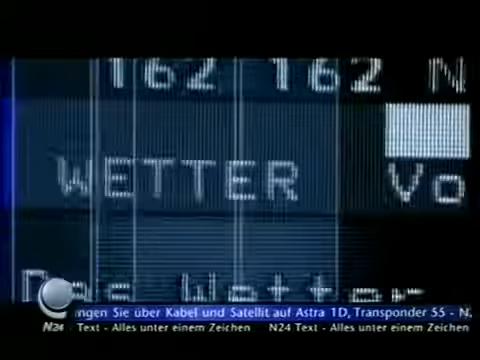 162 162 N
WETTER
Vo
Das Wetter
ngen Sie über Kabel und Satellit auf Astra 1D, Transponder 55 - N
N24 Text - Alles unter einem Zeichen N24 Text - Alles unter einem Zeichen